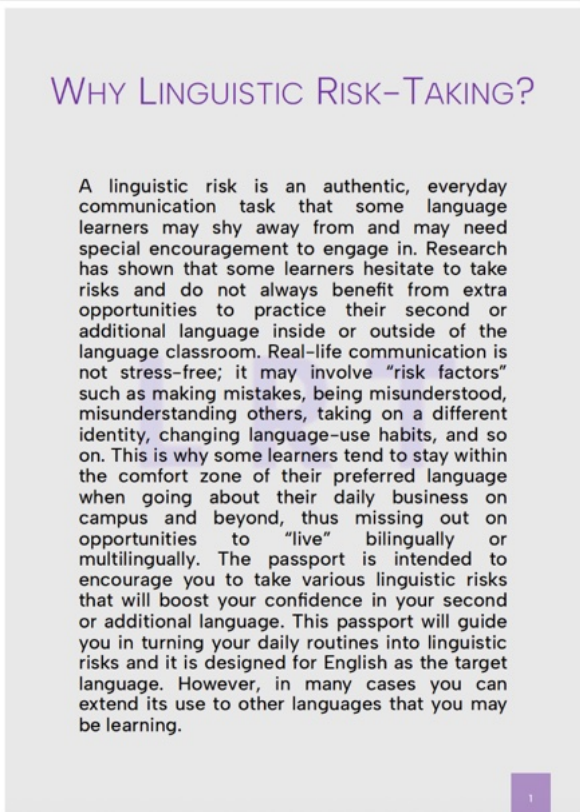 WHY LINGUISTIC RISK-TAKING?
A linguistic risk is an authentic, everyday
communication task that some language
learners may shy away from and may need
special encouragement to engage in. Research
has shown that some learners hesitate to take
risks and do not always benefit from extra
opportunities to practice their second or
additional language inside or outside of the
language classroom. Real-life communication is
not stress-free; it may involve “risk factors”
such as making mistakes, being misunderstood,
misunderstanding others, taking on a different
identity, changing language-use habits, and so
on. This is why some learners tend to stay within
the comfort zone of their preferred language
when going about their daily business on
campus and beyond, thus missing out on
opportunities to “live” bilingually or
multilingually. The passport is intended to
encourage you to take various linguistic risks
that will boost your confidence in your second
or additional language. This passport will guide
you in turning your daily routines into linguistic
risks and it is designed for English as the target
language. However, in many cases you can
extend its use to other languages that you may
be learning.
LRT
1